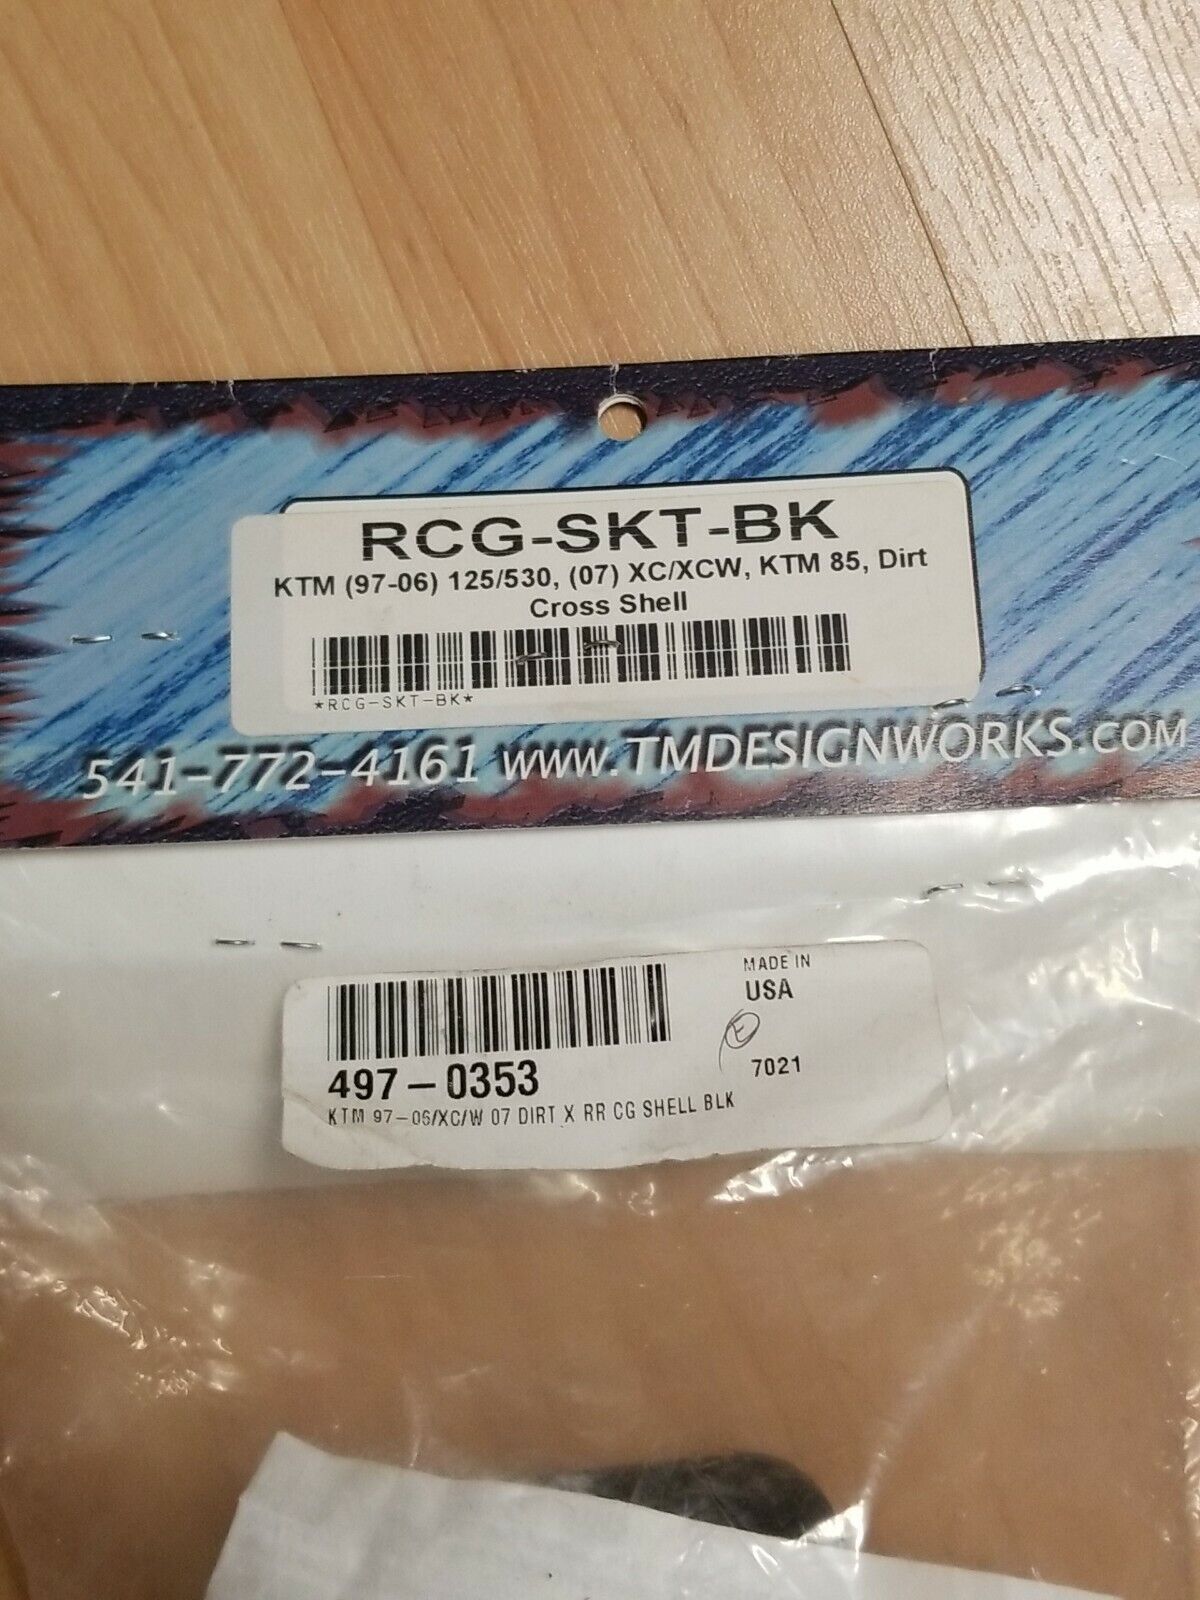 RCG-SKT-BK
KTM (97-06) 125/530, (07) XC/XCW, KTM 85, Dirt
Cross Shell
*RCG-SKT-BK*
541-772-4161 WWW.TMDESIGNWORKS.COM
MADE IN
USA
E
7021
497-0353
KTM 97-06/XC/W 07 DIRT X RR CG SHELL BLK